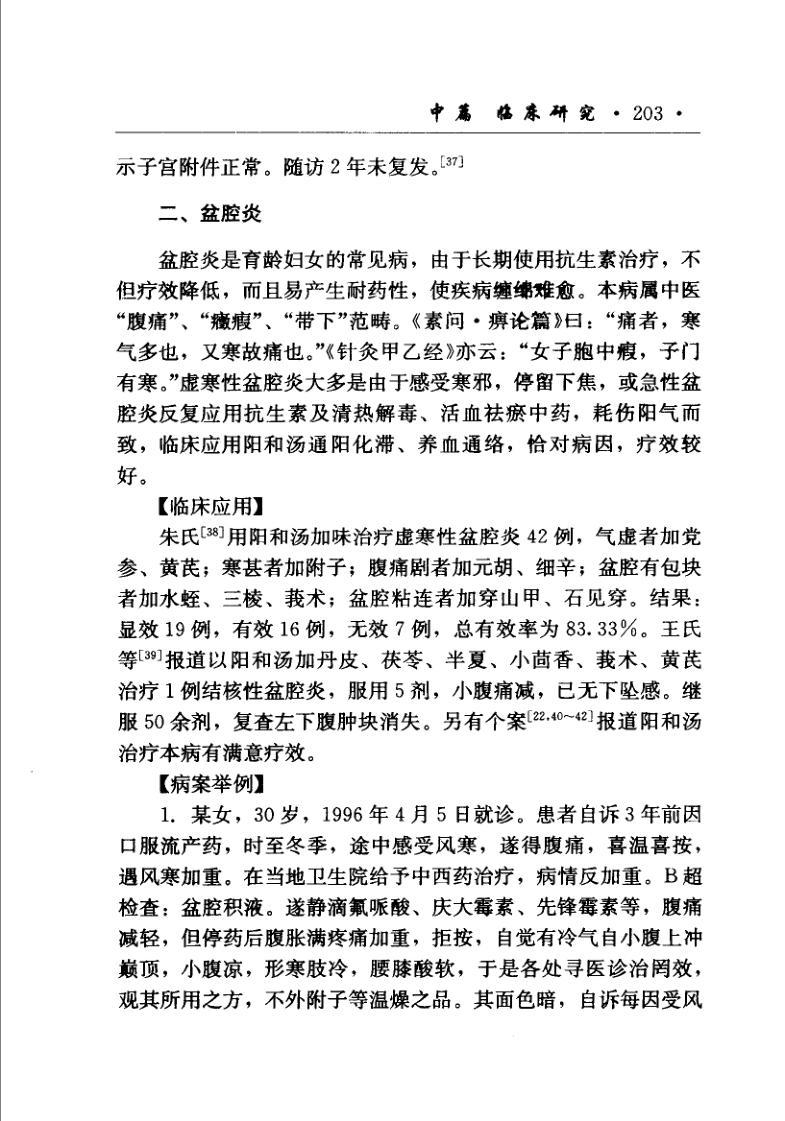 中篇 临床研究 · 203 ·
示子宫附件正常。随访 2 年未复发。[37]
二、盆腔炎
盆腔炎是育龄妇女的常见病，由于长期使用抗生素治疗，不
但疗效降低，而且易产生耐药性，使疾病缠绵难愈。本病属中医
“腹痛”、“癥瘕”、“带下”范畴。《素问·痹论篇》曰：“痛者，寒
气多也，又寒故痛也。”《针灸甲乙经》亦云：“女子胞中瘕，子门
有寒。”虚寒性盆腔炎大多是由于感受寒邪，停留下焦，或急性盆
腔炎反复应用抗生素及清热解毒、活血祛瘀中药，耗伤阳气而
致，临床应用阳和汤通阳化滞、养血通络，恰对病因，疗效较
好。
【临床应用】
朱氏[38]用阳和汤加味治疗虚寒性盆腔炎 42 例，气虚者加党
参、黄芪；寒甚者加附子；腹痛剧者加元胡、细辛；盆腔有包块
者加水蛭、三棱、莪术；盆腔粘连者加穿山甲、石见穿。结果：
显效 19 例，有效 16 例，无效 7 例，总有效率为 83.33%。王氏
等[39]报道以阳和汤加丹皮、茯苓、半夏、小茴香、莪术、黄芪
治疗 1 例结核性盆腔炎，服用 5 剂，小腹痛减，已无下坠感。继
服 50 余剂，复查左下腹肿块消失。另有个案[22,40～42]报道阳和汤
治疗本病有满意疗效。
【病案举例】
1. 某女，30 岁，1996 年 4 月 5 日就诊。患者自诉 3 年前因
口服流产药，时至冬季，途中感受风寒，遂得腹痛，喜温喜按，
遇风寒加重。在当地卫生院给予中西药治疗，病情反加重。B 超
检查：盆腔积液。遂静滴氟哌酸、庆大霉素、先锋霉素等，腹痛
减轻，但停药后腹胀满疼痛加重，拒按，自觉有冷气自小腹上冲
巅顶，小腹凉，形寒肢冷，腰膝酸软，于是各处寻医诊治罔效，
观其所用之方，不外附子等温燥之品。其面色暗，自诉每因受风